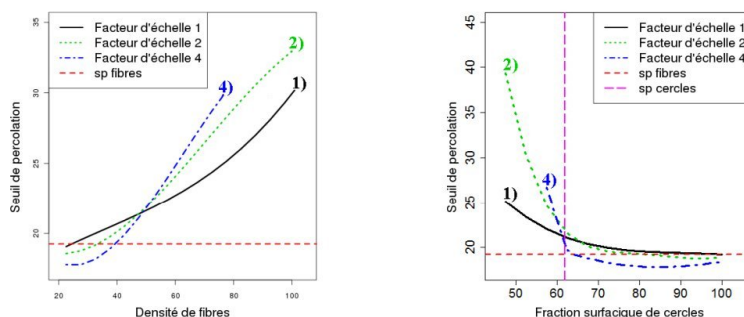 Facteur d'échelle 1
Facteur d'échelle 2
Facteur d'échelle 4
sp fibres
2)
4)
1)
Seuil de percolation
35
30
25
20
20 40 60 80 100
Densité de fibres
Facteur d'échelle 1
Facteur d'échelle 2
Facteur d'échelle 4
sp fibres
sp cercles
2)
4)
1)
Seuil de percolation
45
40
35
30
25
20
50 60 70 80 90 100
Fraction surfacique de cercles